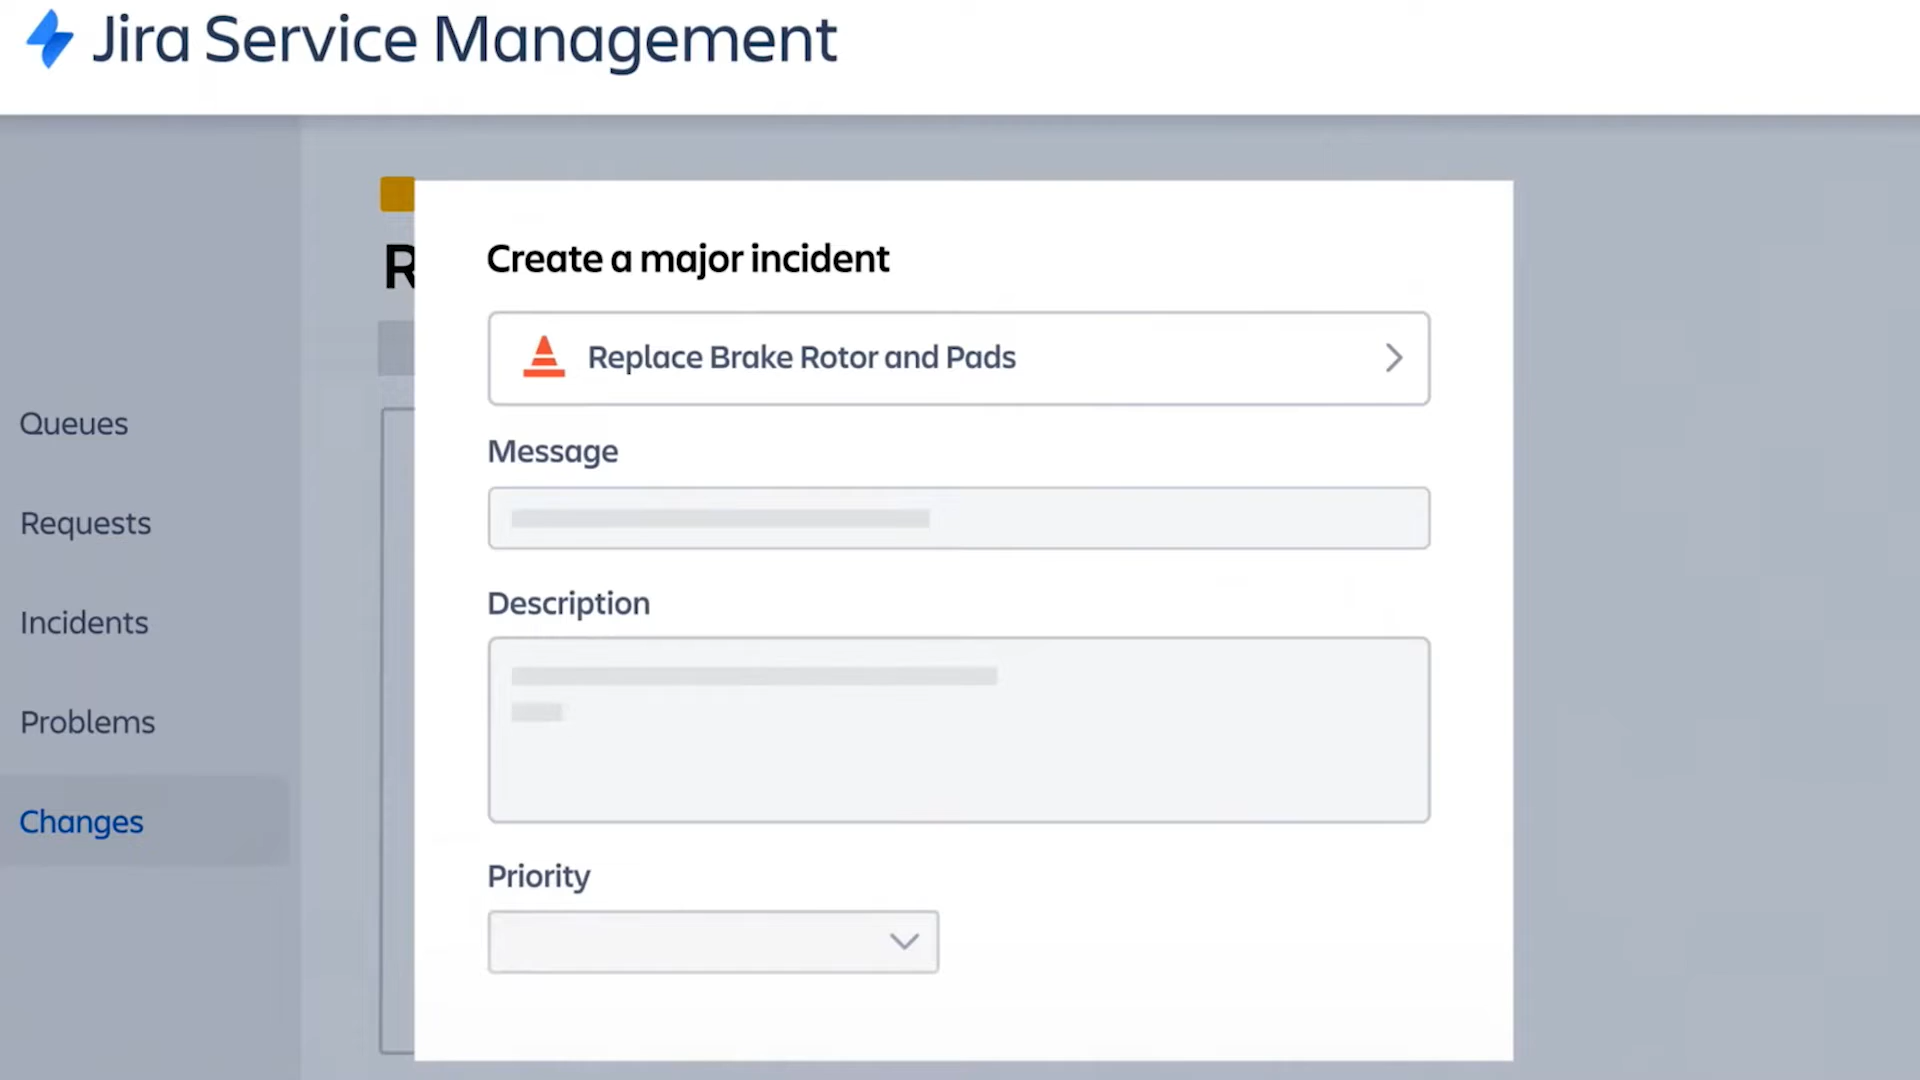 Jira Service Management
R
Create a major incident
Replace Brake Rotor and Pads
Message
Description
Priority
Queues
Requests
Incidents
Problems
Changes